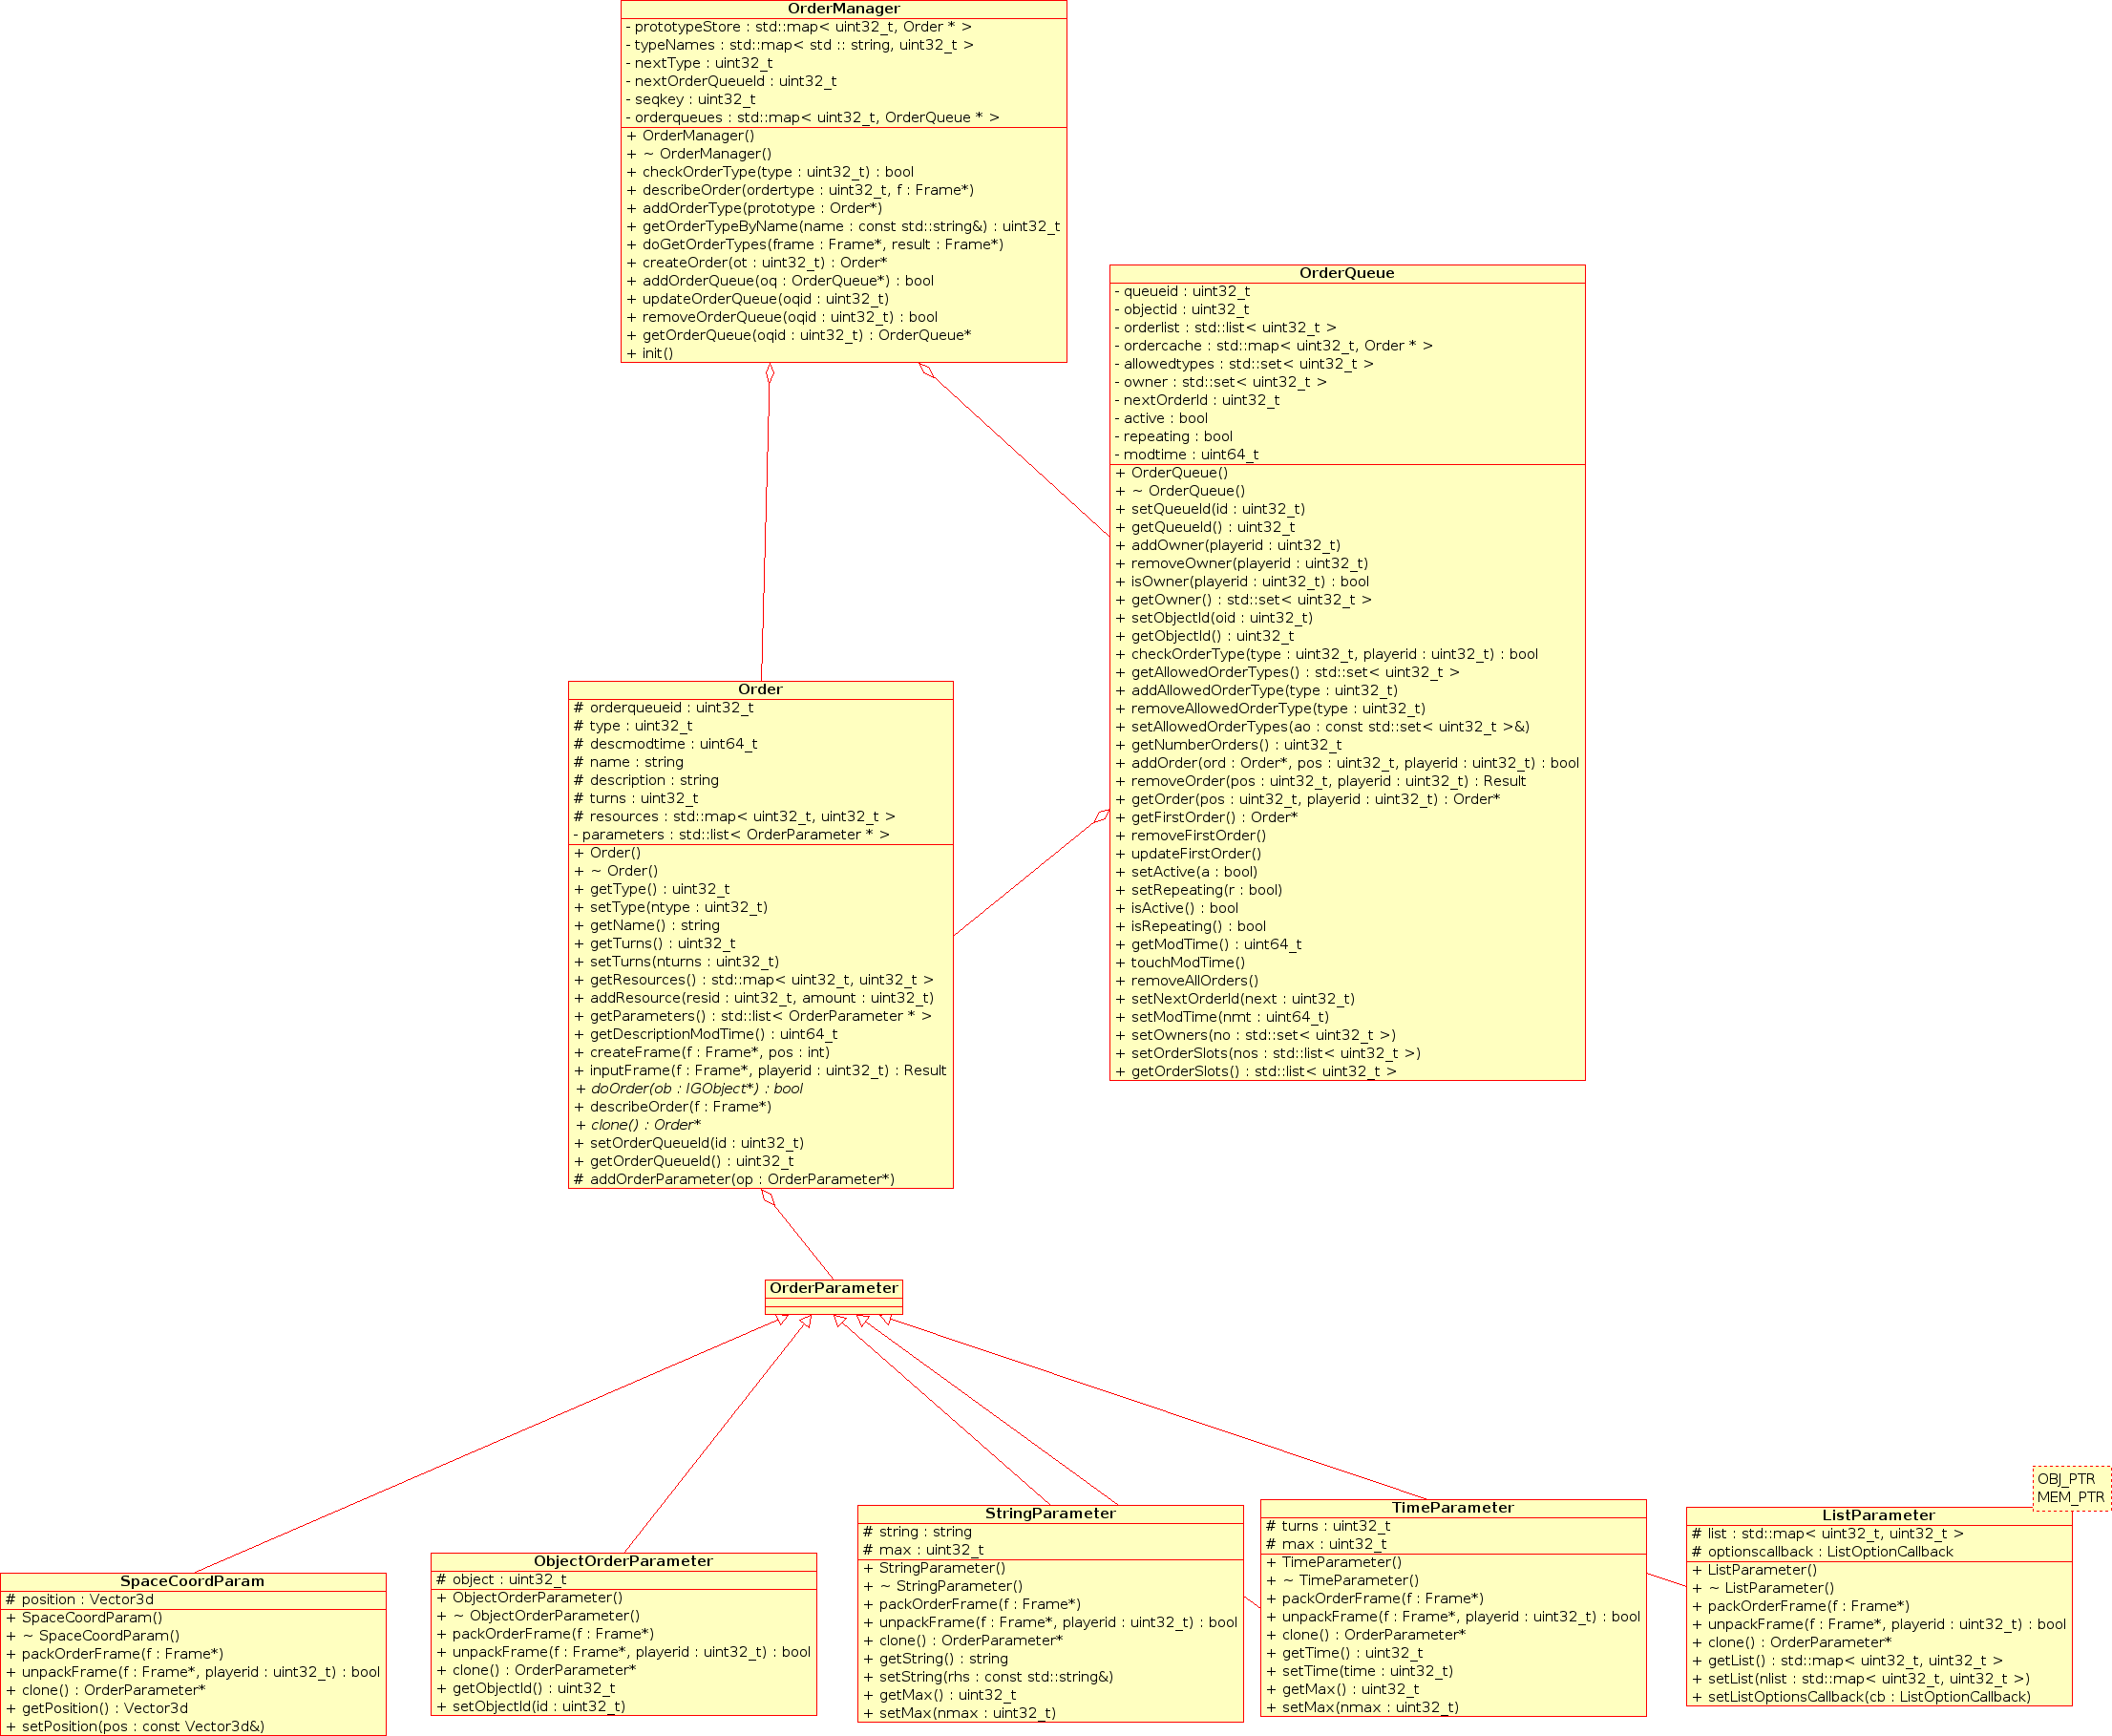 OrderManager
- prototypeStore : std::map< uint32_t, Order * >
- typeNames : std::map< std :: string, uint32_t >
- nextType : uint32_t
- nextOrderQueueId : uint32_t
- seqkey : uint32_t
- orderqueues : std::map< uint32_t, OrderQueue * >
+ OrderManager()
+ ~ OrderManager()
+ checkOrderType(type : uint32_t) : bool
+ describeOrder(ordertype : uint32_t, f : Frame*)
+ addOrderType(prototype : Order*)
+ getOrderTypeByName(name : const std::string&) : uint32_t
+ doGetOrderTypes(frame : Frame*, result : Frame*)
+ createOrder(ot : uint32_t) : Order*
+ addOrderQueue(oq : OrderQueue*) : bool
+ updateOrderQueue(oqid : uint32_t)
+ removeOrderQueue(oqid : uint32_t) : bool
+ getOrderQueue(oqid : uint32_t) : OrderQueue*
+ init()
OrderQueue
- queueid : uint32_t
- objectid : uint32_t
- orderlist : std::list< uint32_t >
- ordercache : std::map< uint32_t, Order * >
- allowedtypes : std::set< uint32_t >
- owner : std::set< uint32_t >
- nextOrderId : uint32_t
- active : bool
- repeating : bool
- modtime : uint64_t
+ OrderQueue()
+ ~ OrderQueue()
+ setQueueId(id : uint32_t)
+ getQueueId() : uint32_t
+ addOwner(playerid : uint32_t)
+ removeOwner(playerid : uint32_t)
+ isOwner(playerid : uint32_t) : bool
+ getOwner() : std::set< uint32_t >
+ setObjectId(oid : uint32_t)
+ getObjectId() : uint32_t
+ checkOrderType(type : uint32_t, playerid : uint32_t) : bool
+ getAllowedOrderTypes() : std::set< uint32_t >
+ addAllowedOrderType(type : uint32_t)
+ removeAllowedOrderType(type : uint32_t)
+ setAllowedOrderTypes(ao : const std::set< uint32_t >&)
+ getNumberOrders() : uint32_t
+ addOrder(ord : Order*, pos : uint32_t, playerid : uint32_t) : bool
+ removeOrder(pos : uint32_t, playerid : uint32_t) : Result
+ getOrder(pos : uint32_t, playerid : uint32_t) : Order*
+ getFirstOrder() : Order*
+ removeFirstOrder()
+ updateFirstOrder()
+ setActive(a : bool)
+ setRepeating(r : bool)
+ isActive() : bool
+ isRepeating() : bool
+ getModTime() : uint64_t
+ touchModTime()
+ removeAllOrders()
+ setNextOrderId(next : uint32_t)
+ setModTime(nmt : uint64_t)
+ setOwners(no : std::set< uint32_t >)
+ setOrderSlots(nos : std::list< uint32_t >)
+ getOrderSlots() : std::list< uint32_t >
Order
# orderqueueid : uint32_t
# type : uint32_t
# descmodtime : uint64_t
# name : string
# description : string
# turns : uint32_t
# resources : std::map< uint32_t, uint32_t >
- parameters : std::list< OrderParameter * >
+ Order()
+ ~ Order()
+ getType() : uint32_t
+ setType(ntype : uint32_t)
+ getName() : string
+ getTurns() : uint32_t
+ setTurns(nturns : uint32_t)
+ getResources() : std::map< uint32_t, uint32_t >
+ addResource(resid : uint32_t, amount : uint32_t)
+ getParameters() : std::list< OrderParameter * >
+ getDescriptionModTime() : uint64_t
+ createFrame(f : Frame*, pos : int)
+ inputFrame(f : Frame*, playerid : uint32_t) : Result
+ doOrder(ob : IGObject*) : bool
+ describeOrder(f : Frame*)
+ clone() : Order*
+ setOrderQueueId(id : uint32_t)
+ getOrderQueueId() : uint32_t
# addOrderParameter(op : OrderParameter*)
OrderParameter
SpaceCoordParam
# position : Vector3d
+ SpaceCoordParam()
+ ~ SpaceCoordParam()
+ packOrderFrame(f : Frame*)
+ unpackFrame(f : Frame*, playerid : uint32_t) : bool
+ clone() : OrderParameter*
+ getPosition() : Vector3d
+ setPosition(pos : const Vector3d&)
ObjectOrderParameter
# object : uint32_t
+ ObjectOrderParameter()
+ ~ ObjectOrderParameter()
+ packOrderFrame(f : Frame*)
+ unpackFrame(f : Frame*, playerid : uint32_t) : bool
+ clone() : OrderParameter*
+ getObjectId() : uint32_t
+ setObjectId(id : uint32_t)
StringParameter
# string : string
# max : uint32_t
+ StringParameter()
+ ~ StringParameter()
+ packOrderFrame(f : Frame*)
+ unpackFrame(f : Frame*, playerid : uint32_t) : bool
+ clone() : OrderParameter*
+ getString() : string
+ setString(rhs : const std::string&)
+ getMax() : uint32_t
+ setMax(nmax : uint32_t)
TimeParameter
# turns : uint32_t
# max : uint32_t
+ TimeParameter()
+ ~ TimeParameter()
+ packOrderFrame(f : Frame*)
+ unpackFrame(f : Frame*, playerid : uint32_t) : bool
+ clone() : OrderParameter*
+ getTime() : uint32_t
+ setTime(time : uint32_t)
+ getMax() : uint32_t
+ setMax(nmax : uint32_t)
OBJ_PTR
MEM_PTR
ListParameter
# list : std::map< uint32_t, uint32_t >
# optionscallback : ListOptionCallback
+ ListParameter()
+ ~ ListParameter()
+ packOrderFrame(f : Frame*)
+ unpackFrame(f : Frame*, playerid : uint32_t) : bool
+ clone() : OrderParameter*
+ getList() : std::map< uint32_t, uint32_t >
+ setList(nlist : std::map< uint32_t, uint32_t >)
+ setListOptionsCallback(cb : ListOptionCallback)